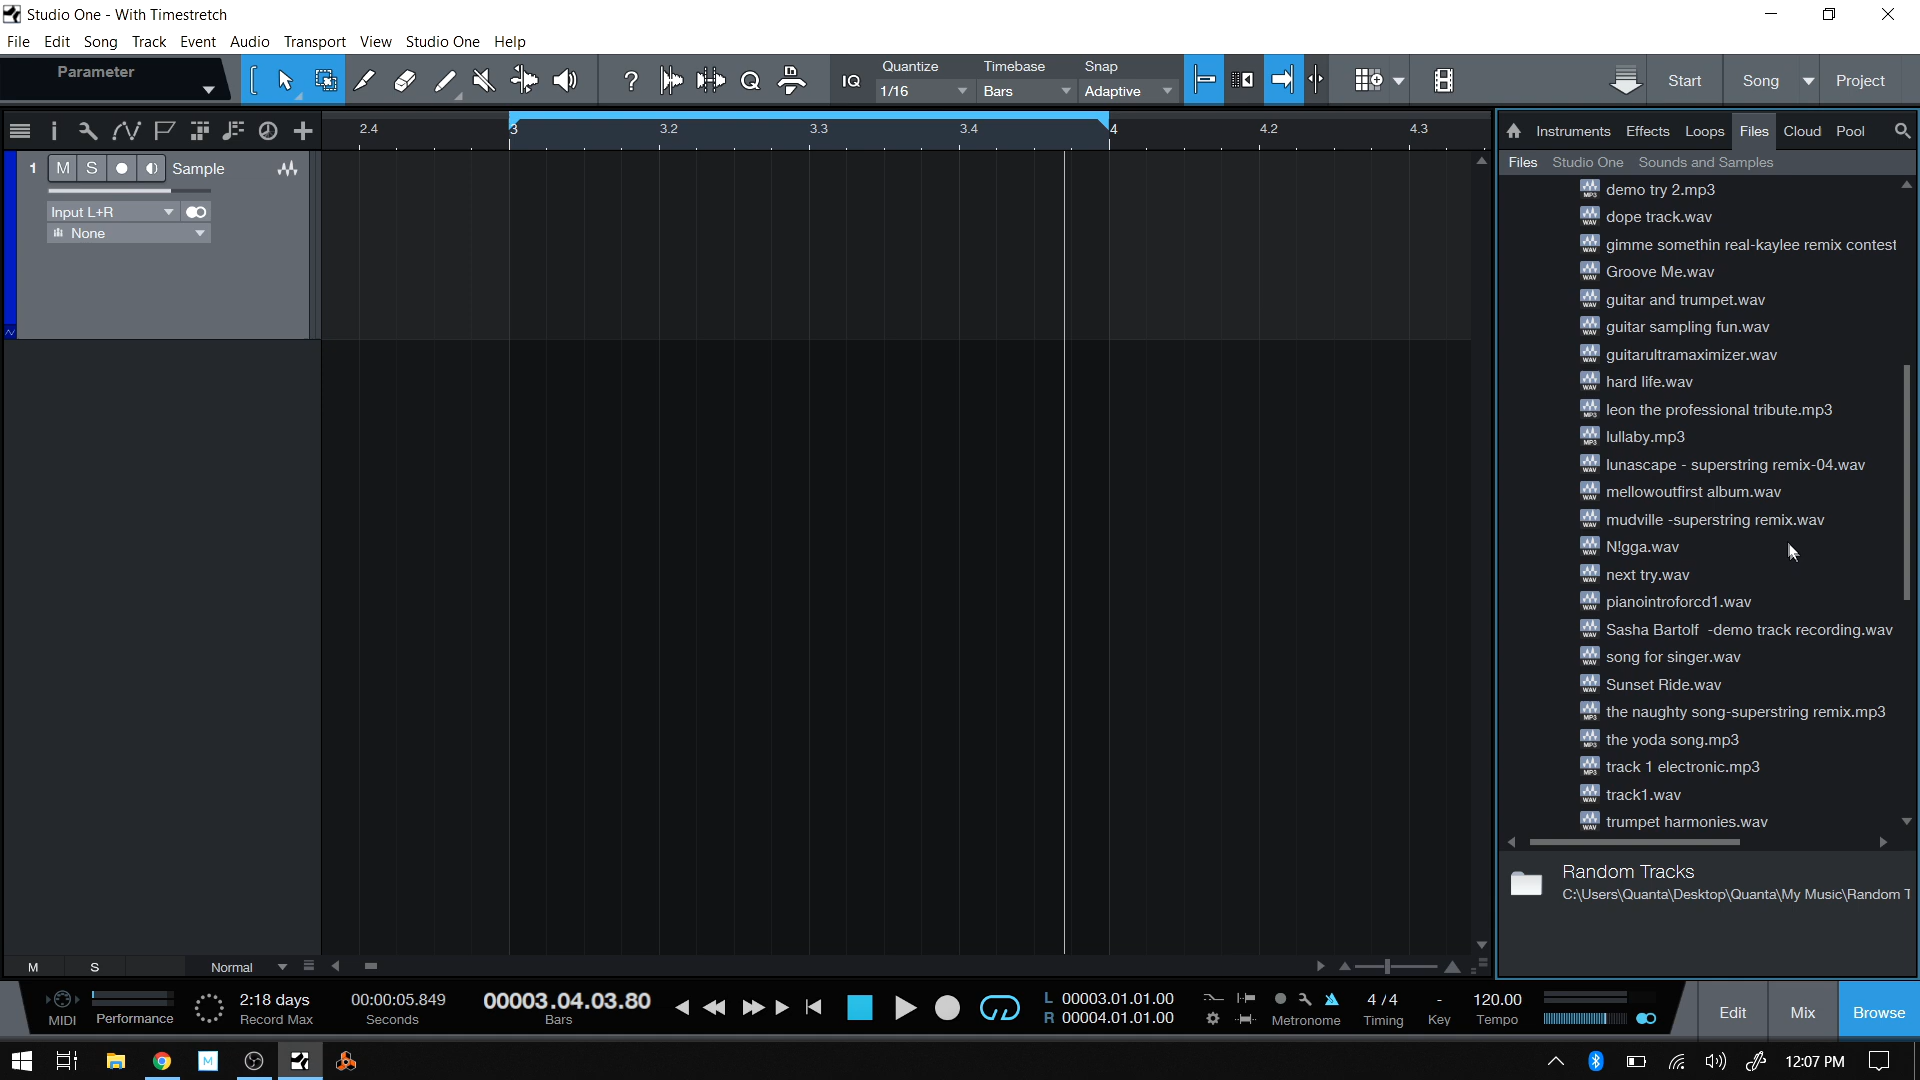 Studio One - With Timestretch
File Edit Song Track Event Audio Transport View Studio One Help
Parameter
? Q IQ
Quantize Timebase Snap
1/16 Bars Adaptive
Start Song Project
2.4 3 3.2 3.3 3.4 4 4.2 4.3
Instruments Effects Loops Files Cloud Pool
Files Studio One Sounds and Samples
1 M S Sample
Input L+R
None
demo try 2.mp3
dope track.wav
gimme somethin real-kaylee remix contest
Groove Me.wav
guitar and trumpet.wav
guitar sampling fun.wav
guitarultramaximizer.wav
hard life.wav
leon the professional tribute.mp3
lullaby.mp3
lunascape - superstring remix-04.wav
mellowoutfirst album.wav
mudville -superstring remix.wav
N!gga.wav
next try.wav
pianointroforcd1.wav
Sasha Bartolf -demo track recording.wav
song for singer.wav
Sunset Ride.wav
the naughty song-superstring remix.mp3
the yoda song.mp3
track 1 electronic.mp3
track1.wav
trumpet harmonies.wav
Random Tracks
C:\Users\Quanta\Desktop\Quanta\My Music\Random T
M S Normal
MIDI Performance
2:18 days
Record Max
00:00:05.849
Seconds
00003.04.03.80
Bars
L 00003.01.01.00
R 00004.01.01.00
Metronome
4 / 4
Timing
-
Key
120.00
Tempo
Edit Mix Browse
12:07 PM